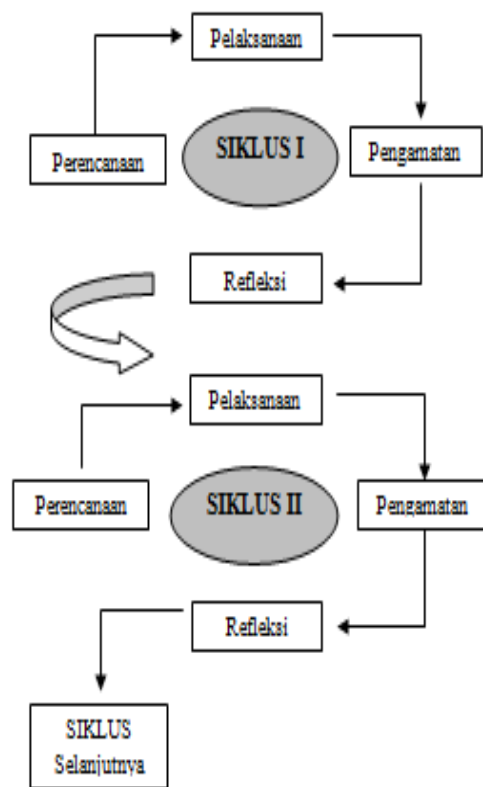 Pelaksanaan
Perencanaan
SIKLUS I
Pengamatan
Refleksi
Pelaksanaan
Perencanaan
SIKLUS II
Pengamatan
Refleksi
SIKLUS
Selanjutnya